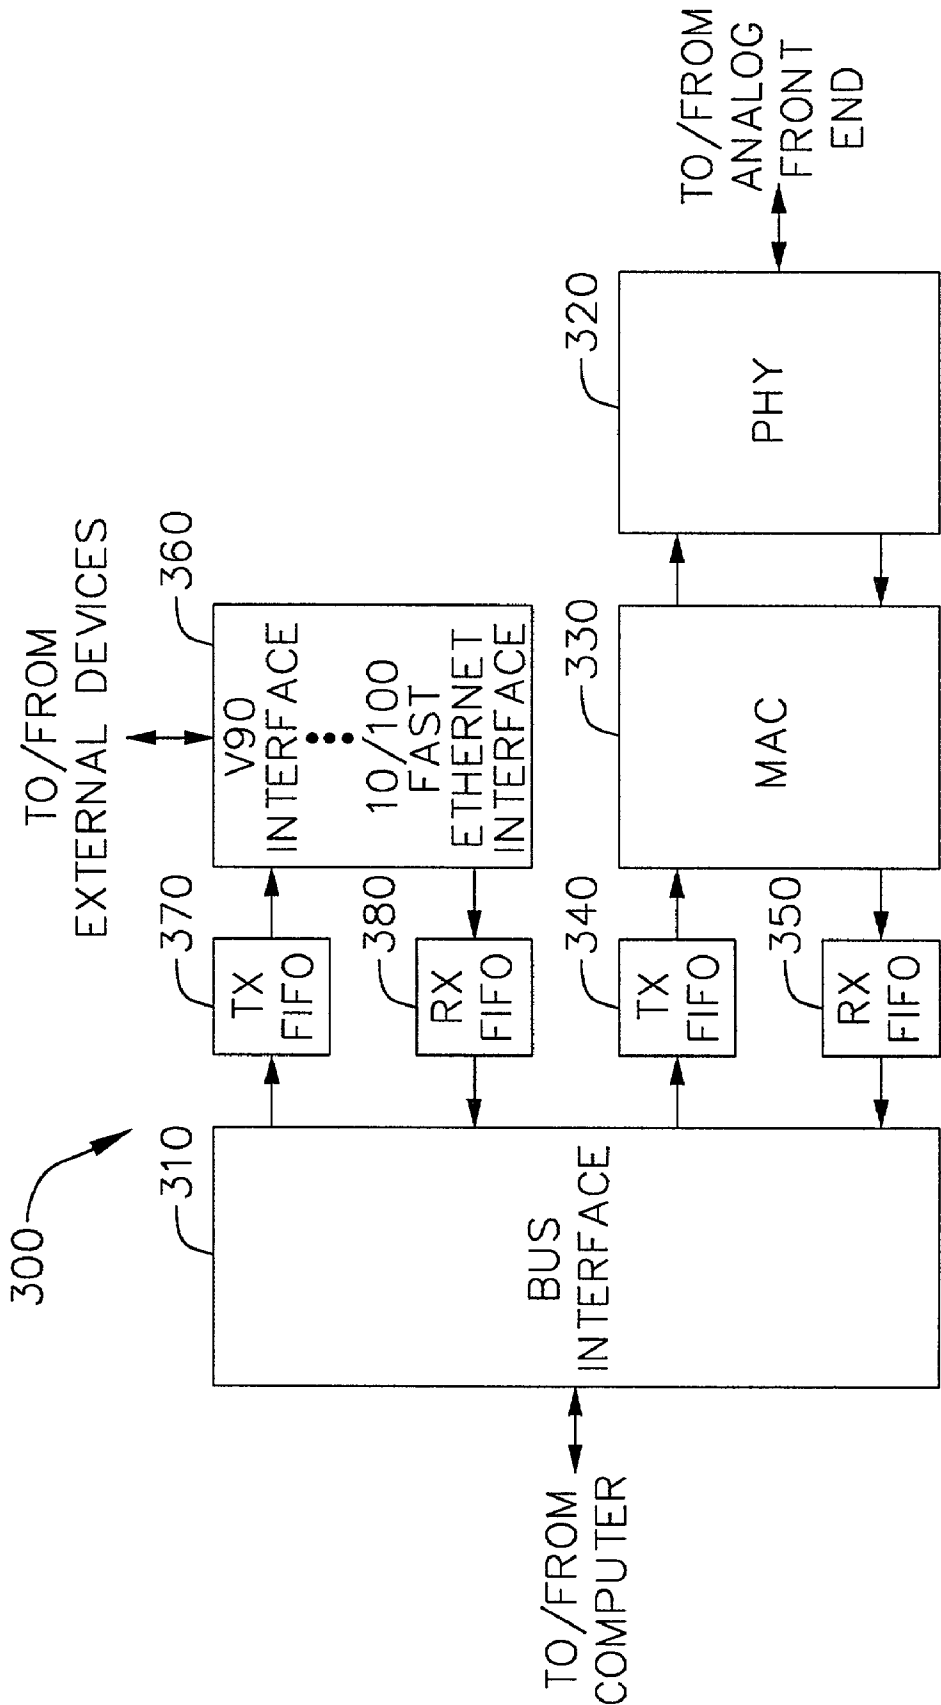 300
TO/FROM
EXTERNAL DEVICES
310
370
360
TX
FIFO
V90
INTERFACE
10/100
FAST
ETHERNET
INTERFACE
380
RX
FIFO
TO/FROM
COMPUTER
BUS
INTERFACE
340
330
320
TX
FIFO
MAC
PHY
TO/FROM
ANALOG
FRONT
END
350
RX
FIFO